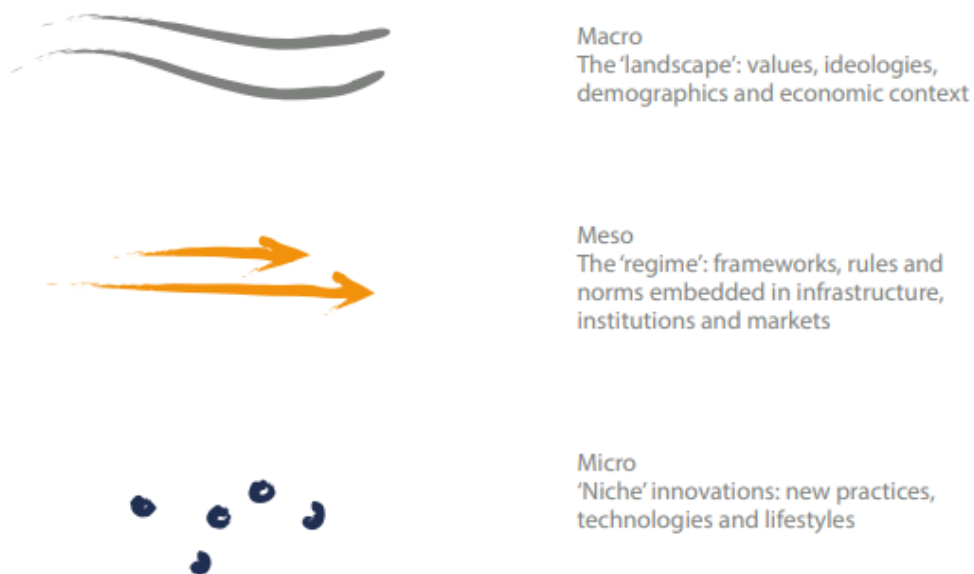 Macro
The ‘landscape’: values, ideologies,
demographics and economic context
Meso
The ‘regime’: frameworks, rules and
norms embedded in infrastructure,
institutions and markets
Micro
‘Niche’ innovations: new practices,
technologies and lifestyles